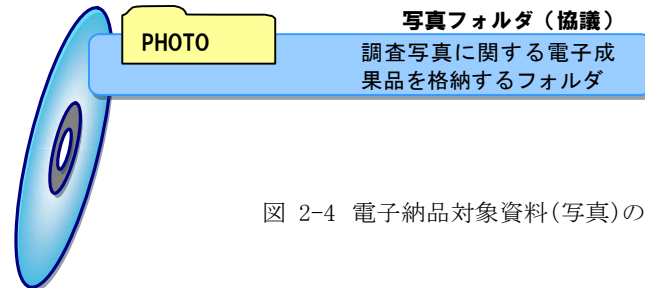 写真フォルダ（協議）
PHOTO
調査写真に関する電子成
果品を格納するフォルダ
図 2-4 電子納品対象資料(写真)の